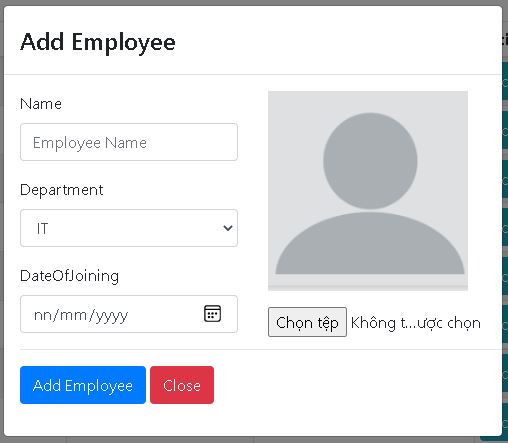 Add Employee
Name
Employee Name
Department
IT
DateOfJoining
nn/mm/yyyy
Chọn tệp Không t...ược chọn
Add Employee Close